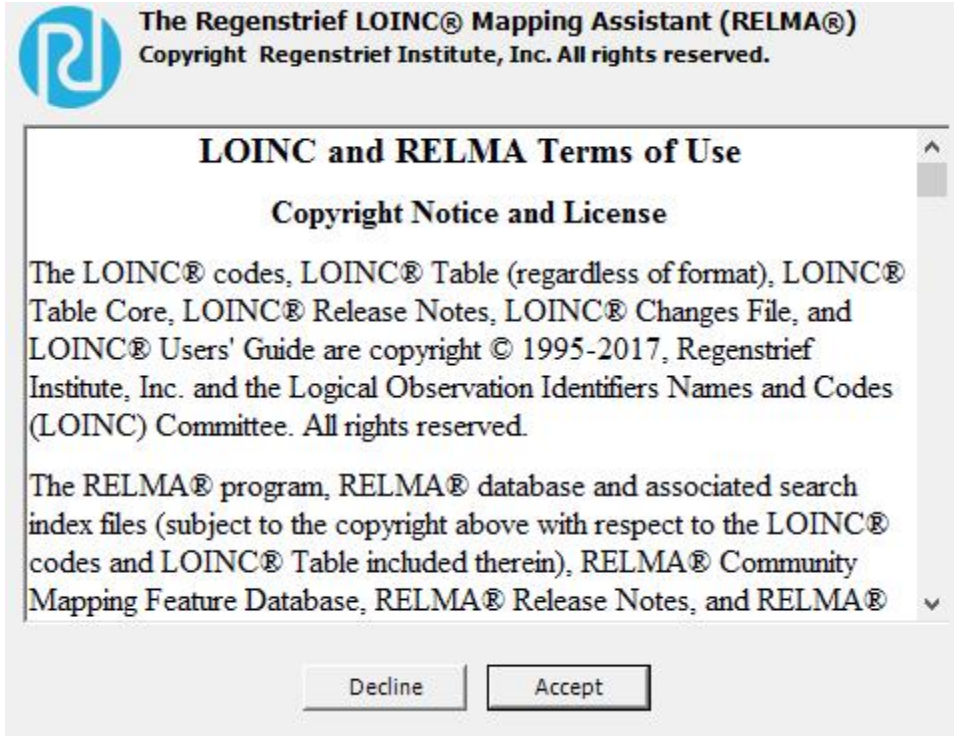 The Regenstrief LOINC® Mapping Assistant (RELMA®)
Copyright Regenstrief Institute, Inc. All rights reserved.
LOINC and RELMA Terms of Use
Copyright Notice and License
The LOINC® codes, LOINC® Table (regardless of format), LOINC®
Table Core, LOINC® Release Notes, LOINC® Changes File, and
LOINC® Users' Guide are copyright © 1995-2017, Regenstrief
Institute, Inc. and the Logical Observation Identifiers Names and Codes
(LOINC) Committee. All rights reserved.
The RELMA® program, RELMA® database and associated search
index files (subject to the copyright above with respect to the LOINC®
codes and LOINC® Table included therein), RELMA® Community
Mapping Feature Database, RELMA® Release Notes, and RELMA®
Decline Accept